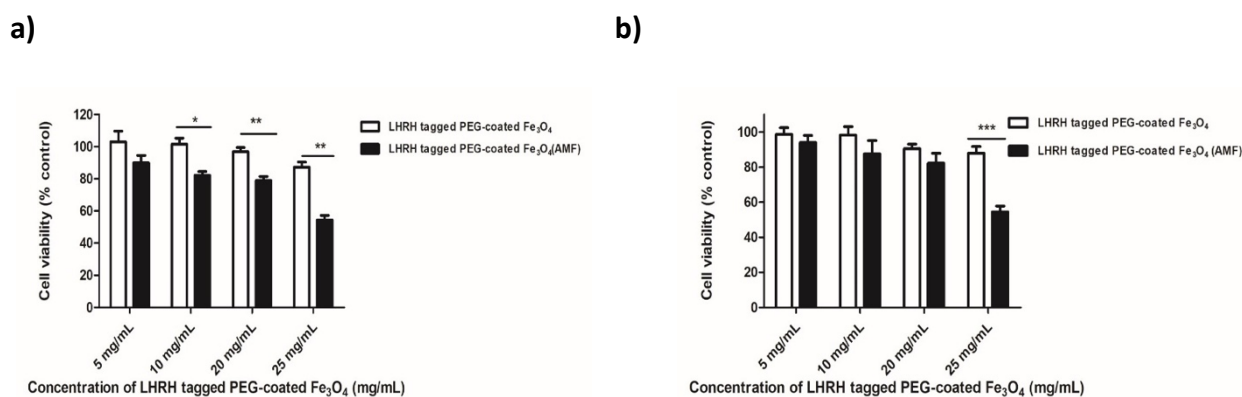 a)
Cell viability (% control)
120
100
80
60
40
20
0
*
**
**
5 mg/mL
10 mg/mL
20 mg/mL
25 mg/mL
LHRH tagged PEG-coated Fe₃O₄
LHRH tagged PEG-coated Fe₃O₄(AMF)
Concentration of LHRH tagged PEG-coated Fe₃O₄ (mg/mL)
b)
Cell viability (% control)
100
80
60
40
20
0
***
5 mg/mL
10 mg/mL
20 mg/mL
25 mg/mL
LHRH tagged PEG-coated Fe₃O₄
LHRH tagged PEG-coated Fe₃O₄ (AMF)
Concentration of LHRH tagged PEG-coated Fe₃O₄ (mg/mL)